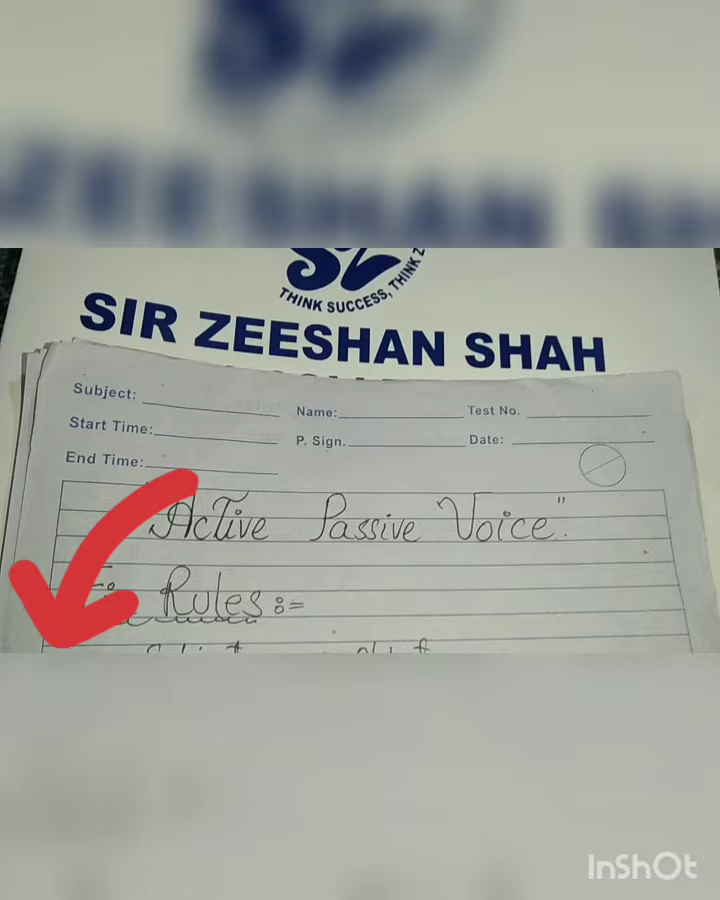 THINK SUCCESS, THINK Z
SIR ZEESHAN SHAH
Subject:
Name: Test No.
Start Time:
P. Sign. Date:
End Time:
"Active Passive Voice".
Rules:=
InShOt